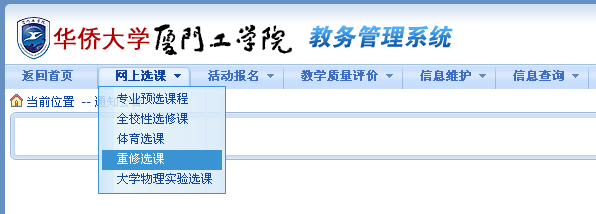 华侨大学厦門工学院 教务管理系统
返回首页 网上选课 活动报名 教学质量评价 信息维护 信息查询
当前位置 -- 通知
专业预选课程
全校性选修课
体育选课
重修选课
大学物理实验选课